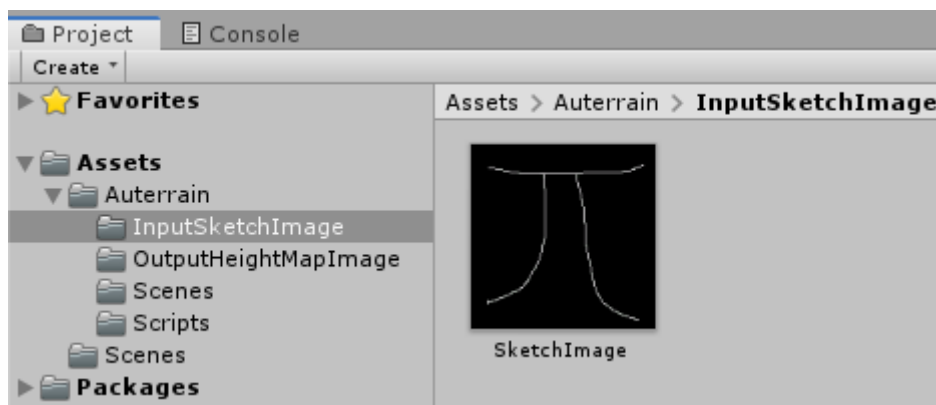 Project Console
Create
Favorites
Assets > Auterrain > InputSketchImage
Assets
Auterrain
InputSketchImage
OutputHeightMapImage
Scenes
Scripts
Scenes
Packages
SketchImage